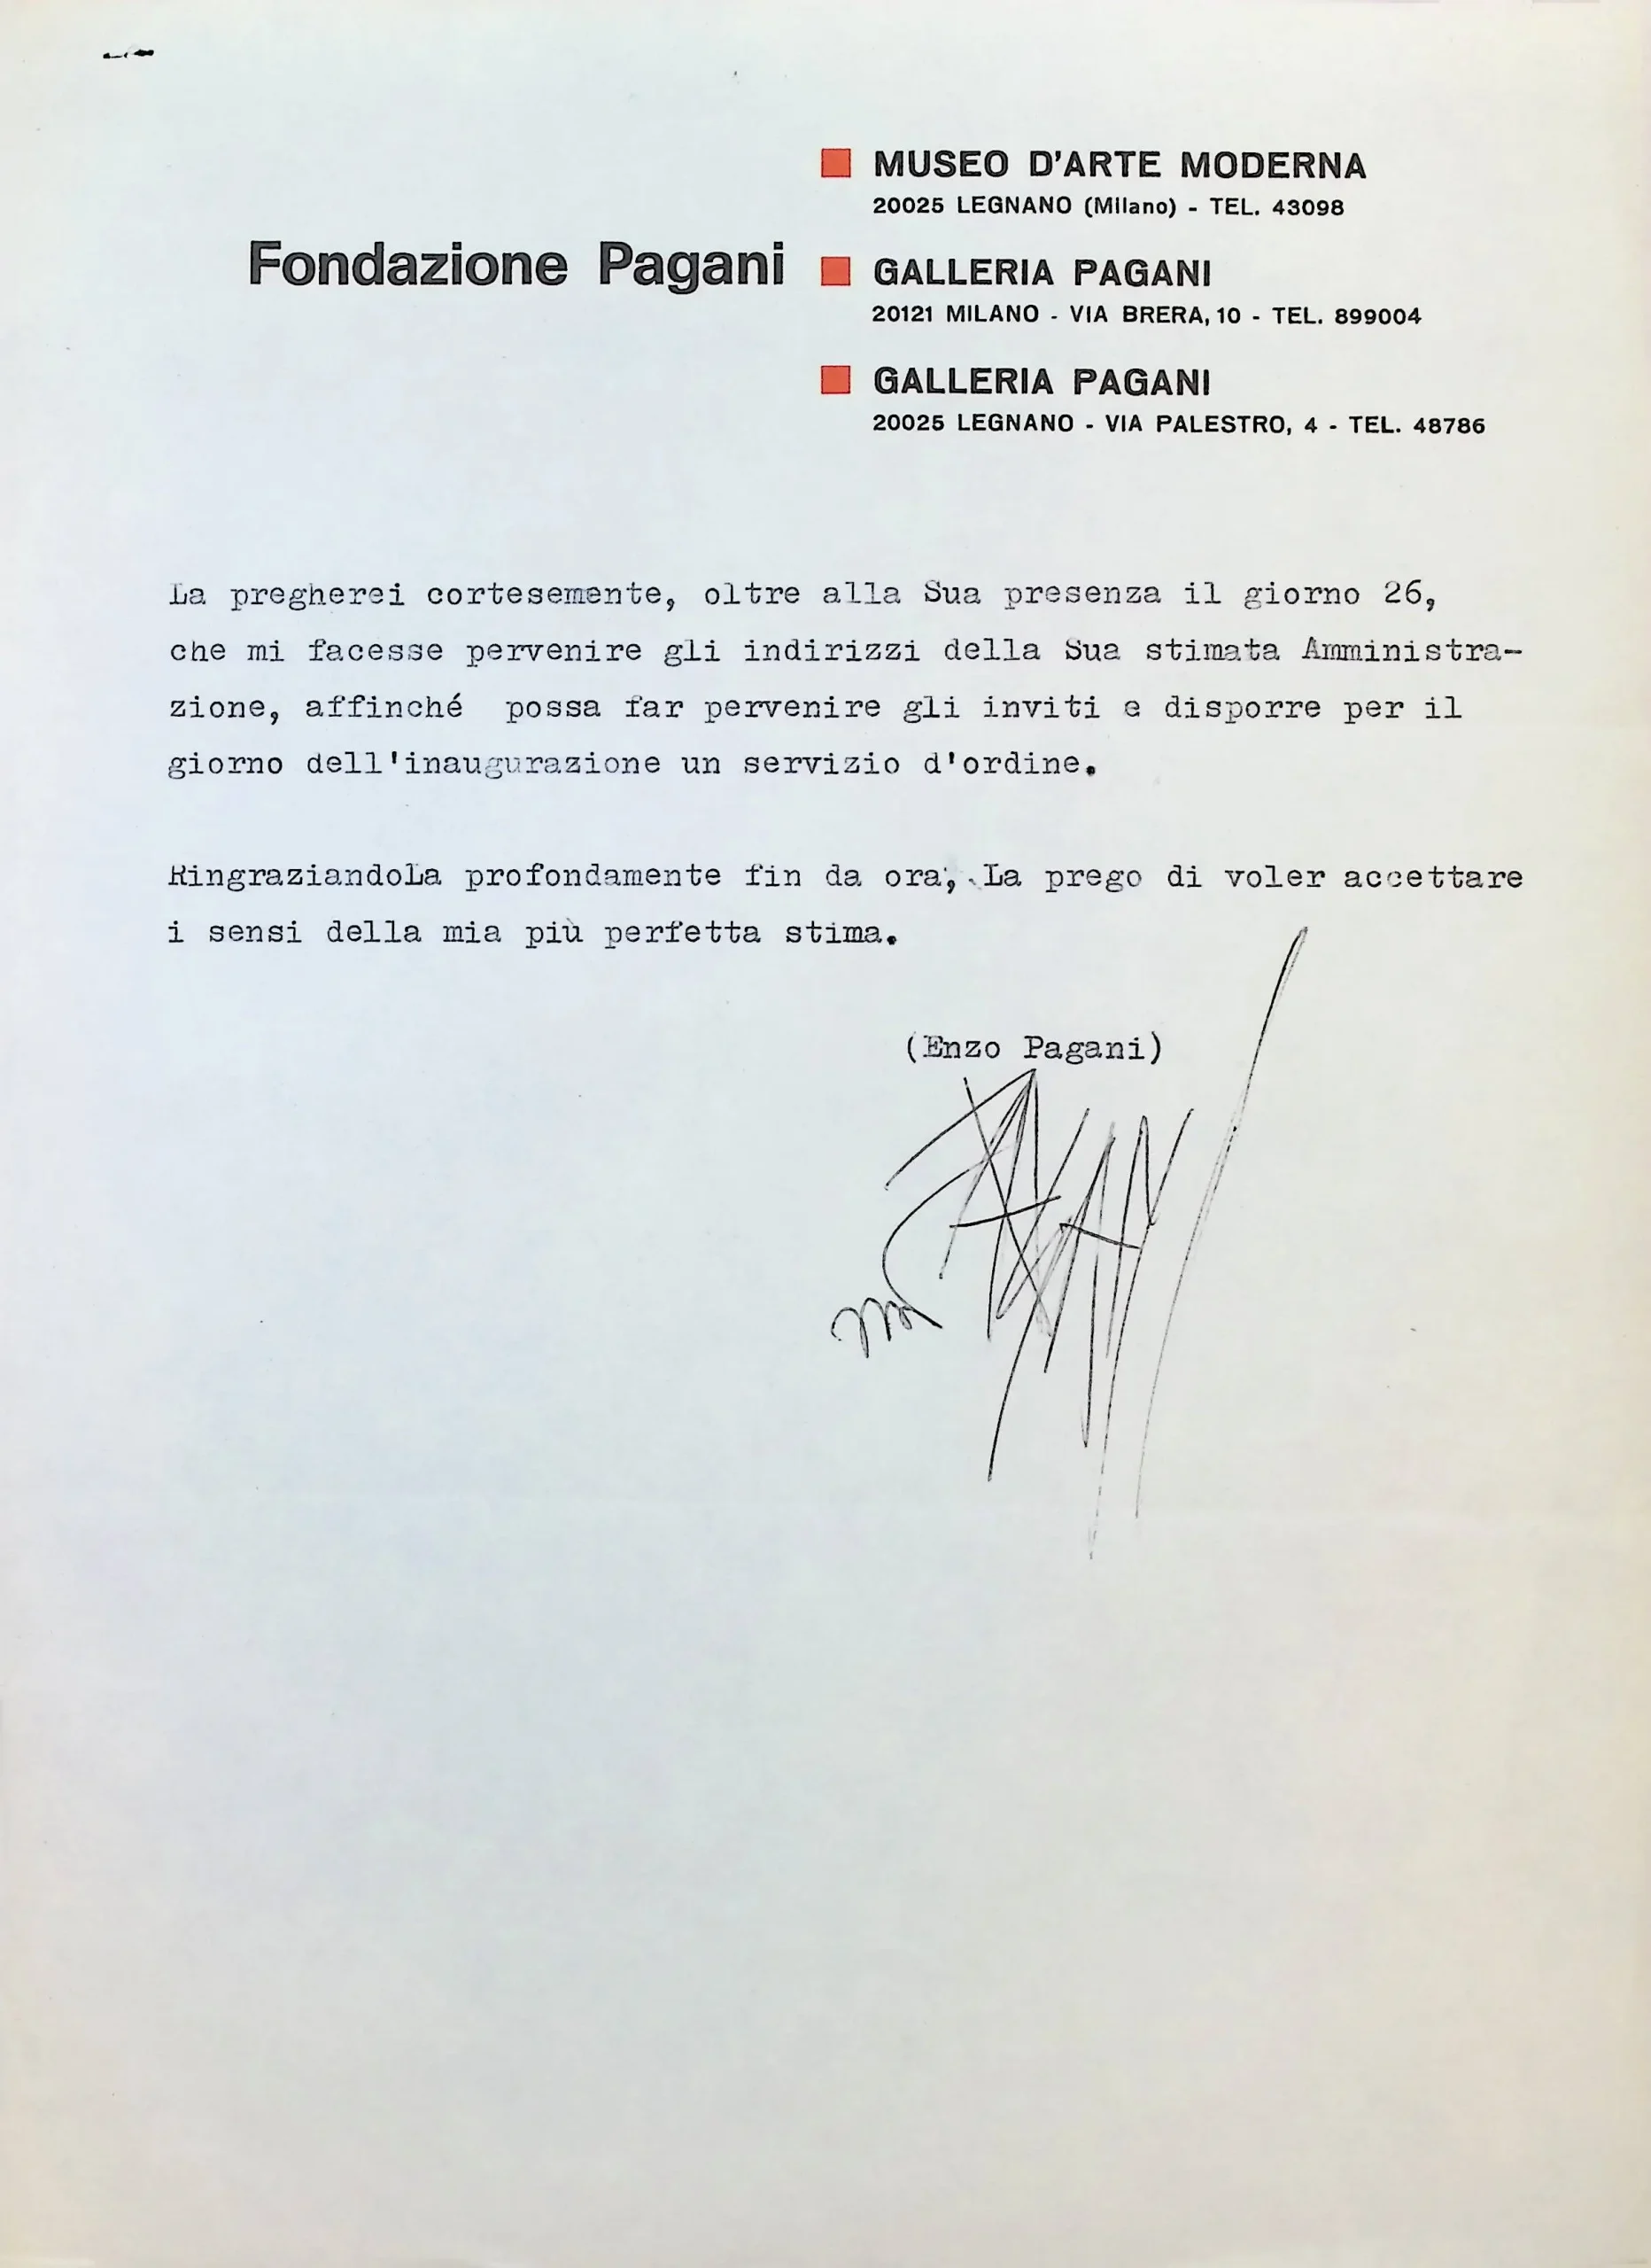 Fondazione Pagani
MUSEO D'ARTE MODERNA
20025 LEGNANO (Milano) - TEL. 43098
GALLERIA PAGANI
20121 MILANO - VIA BRERA, 10 - TEL. 899004
GALLERIA PAGANI
20025 LEGNANO - VIA PALESTRO, 4 - TEL. 48786
La pregherei cortesemente, oltre alla Sua presenza il giorno 26,
che mi facesse pervenire gli indirizzi della Sua stimata Amministra-
zione, affinché possa far pervenire gli inviti e disporre per il
giorno dell'inaugurazione un servizio d'ordine.
RingraziandoLa profondamente fin da ora, La prego di voler accettare
i sensi della mia più perfetta stima.
(Enzo Pagani)